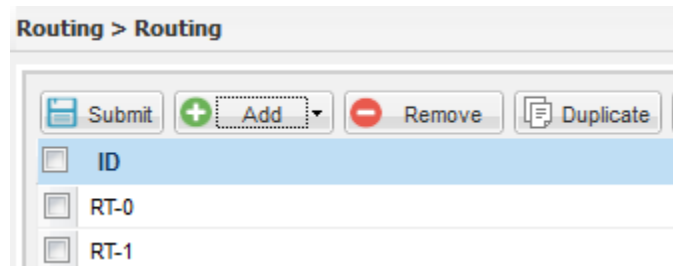 Routing > Routing
Submit Add Remove Duplicate
ID
RT-0
RT-1